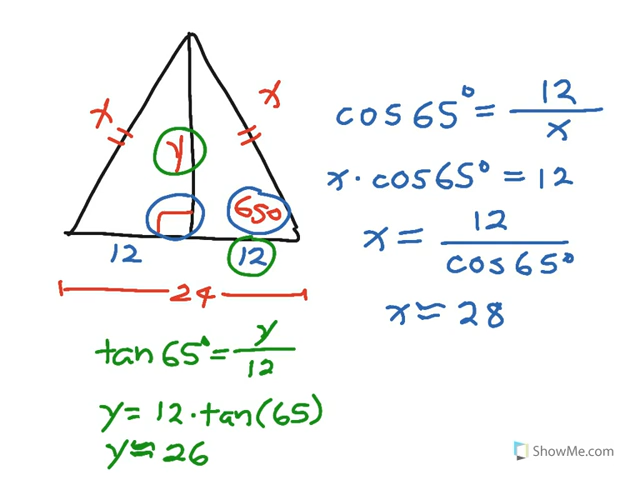 x
x
y
65°
12
12
24
cos 65° = 12 / x
x · cos 65° = 12
x = 12 / cos 65°
x ≈ 28
tan 65° = y / 12
y = 12 · tan(65)
y ≈ 26
ShowMe.com